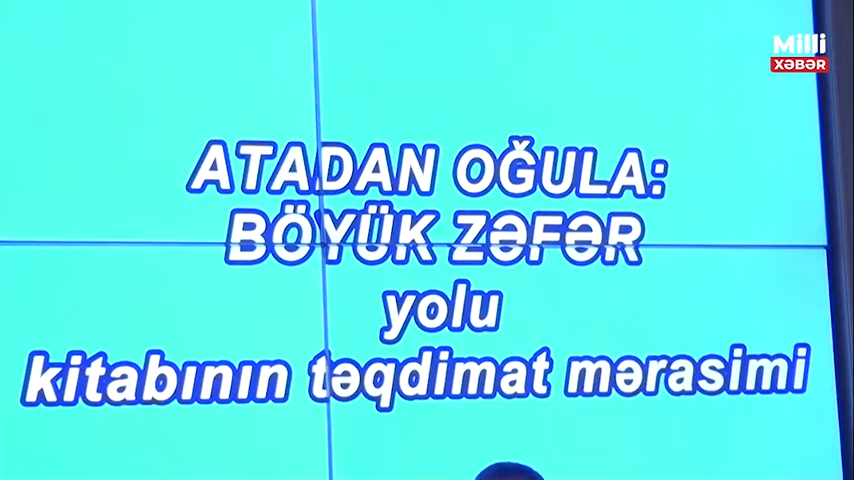 Milli
XƏBƏR
ATADAN OĞULA:
BÖYÜK ZƏFƏR
yolu
kitabının təqdimat mərasimi